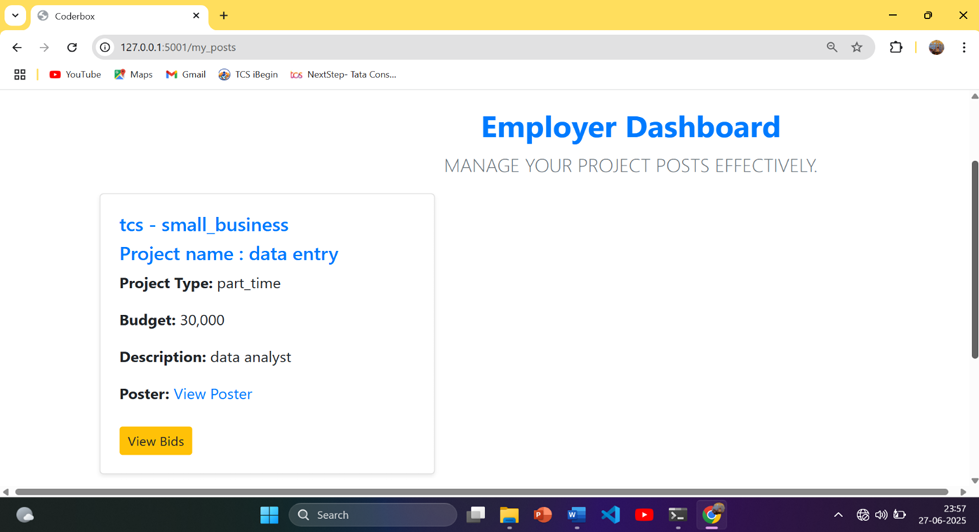 Coderbox
127.0.0.1:5001/my_posts
YouTube Maps Gmail TCS iBegin NextStep- Tata Cons...
Employer Dashboard
MANAGE YOUR PROJECT POSTS EFFECTIVELY.
tcs - small_business
Project name : data entry
Project Type: part_time
Budget: 30,000
Description: data analyst
Poster: View Poster
View Bids
Search
23:57
27-06-2025